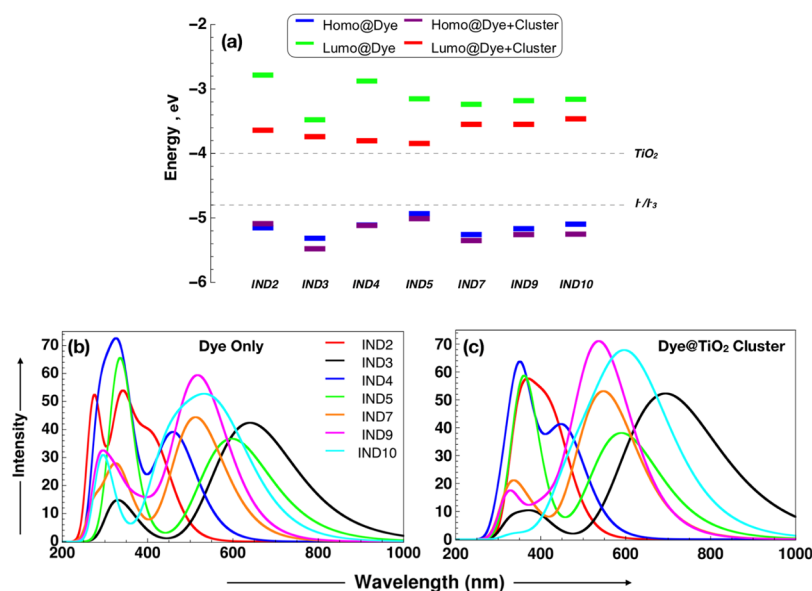 (a)
Homo@Dye
Homo@Dye+Cluster
Lumo@Dye
Lumo@Dye+Cluster
Energy , eV
−2
−3
−4
−5
−6
TiO₂
I-/I-₃
IND2 IND3 IND4 IND5 IND7 IND9 IND10
(b)
Dye Only
IND2
IND3
IND4
IND5
IND7
IND9
IND10
Intensity
70
60
50
40
30
20
10
0
200 400 600 800 1000
(c)
Dye@TiO₂ Cluster
70
60
50
40
30
20
10
0
200 400 600 800 1000
Wavelength (nm)